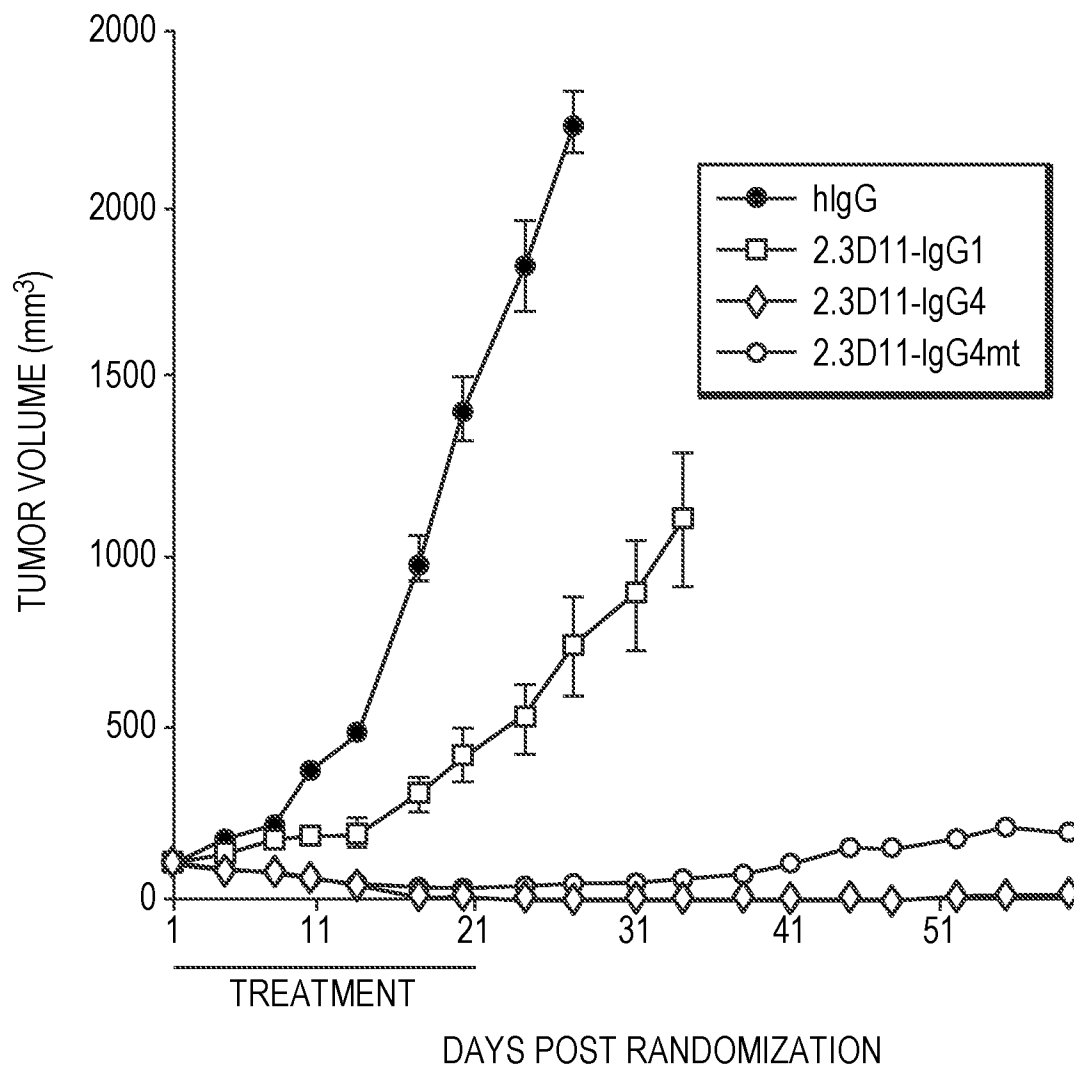 2000
2000
1500
1000
500
0
TUMOR VOLUME (mm³)
hIgG
2.3D11-IgG1
2.3D11-IgG4
2.3D11-IgG4mt
1 11 21 31 41 51
TREATMENT
DAYS POST RANDOMIZATION